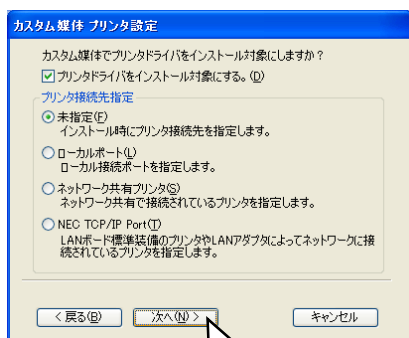 カスタム媒体 プリンタ設定
カスタム媒体でプリンタドライバをインストール対象にしますか？
プリンタドライバをインストール対象にする。(D)
プリンタ接続先指定
未指定(F)
インストール時にプリンタ接続先を指定します。
ローカルポート(L)
ローカル接続ポートを指定します。
ネットワーク共有プリンタ(S)
ネットワーク共有で接続されているプリンタを指定します。
NEC TCP/IP Port(T)
LANボード標準装備のプリンタやLANアダプタによってネットワークに接
続されているプリンタを指定します。
< 戻る(B) 次へ(N) > キャンセル